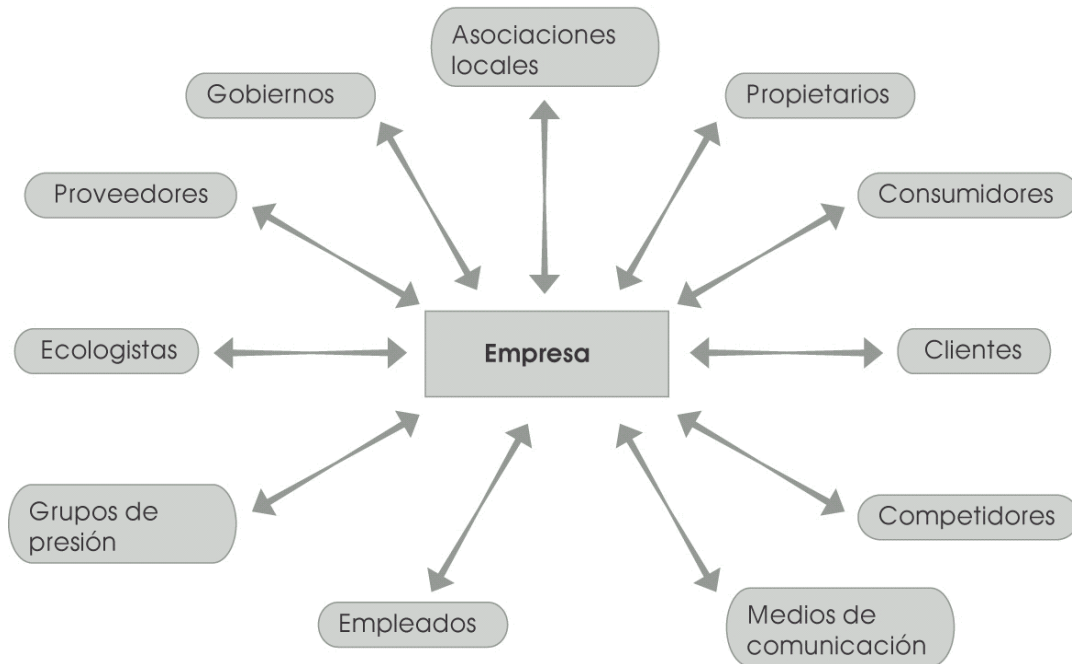 Asociaciones
locales
Gobiernos
Propietarios
Proveedores
Consumidores
Ecologistas
Empresa
Clientes
Grupos de
presión
Competidores
Empleados
Medios de
comunicación